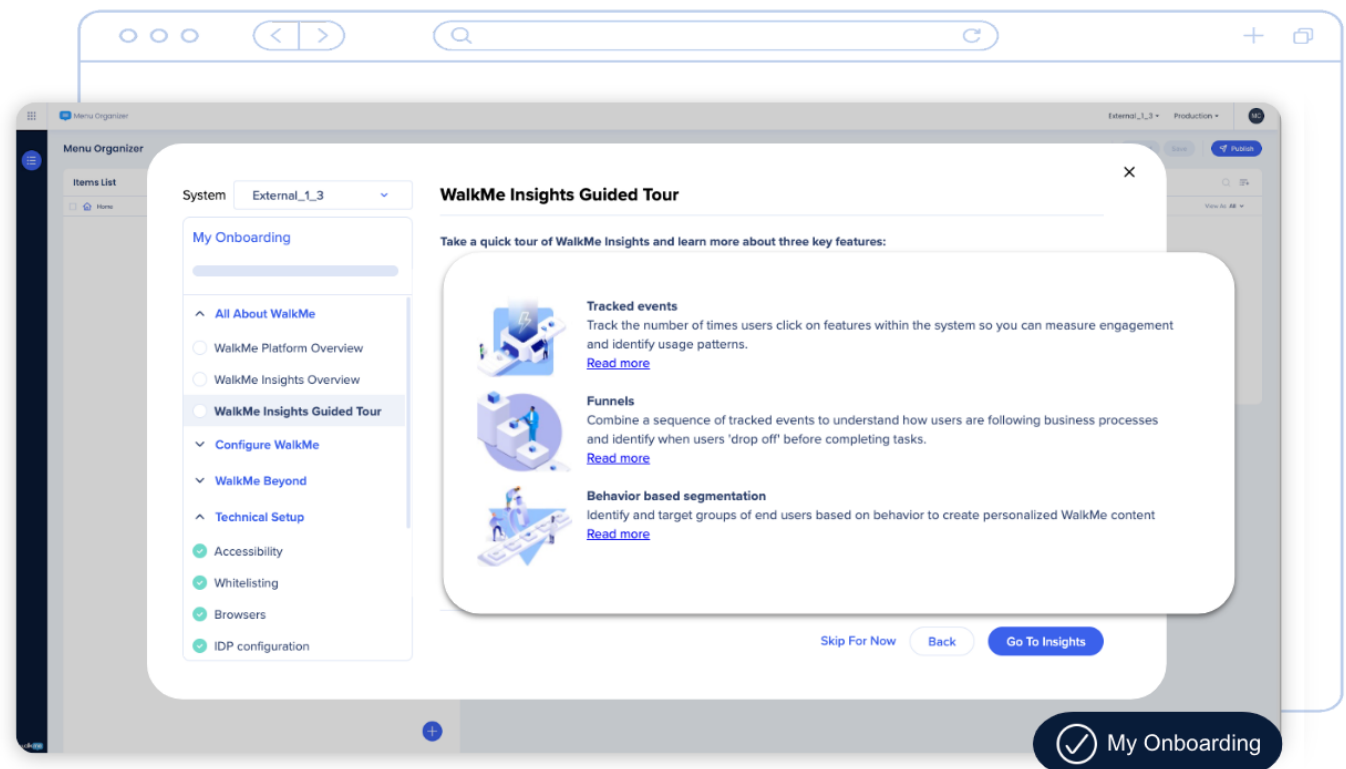 Menu Organizer
External_1_3
Production
MC
Menu Organizer
Save
Publish
Items List
Home
View As All
System
External_1_3
My Onboarding
All About WalkMe
WalkMe Platform Overview
WalkMe Insights Overview
WalkMe Insights Guided Tour
Configure WalkMe
WalkMe Beyond
Technical Setup
Accessibility
Whitelisting
Browsers
IDP configuration
WalkMe Insights Guided Tour
Take a quick tour of WalkMe Insights and learn more about three key features:
Tracked events
Track the number of times users click on features within the system so you can measure engagement
and identify usage patterns.
Read more
Funnels
Combine a sequence of tracked events to understand how users are following business processes
and identify when users 'drop off' before completing tasks.
Read more
Behavior based segmentation
Identify and target groups of end users based on behavior to create personalized WalkMe content
Read more
Skip For Now
Back
Go To Insights
My Onboarding